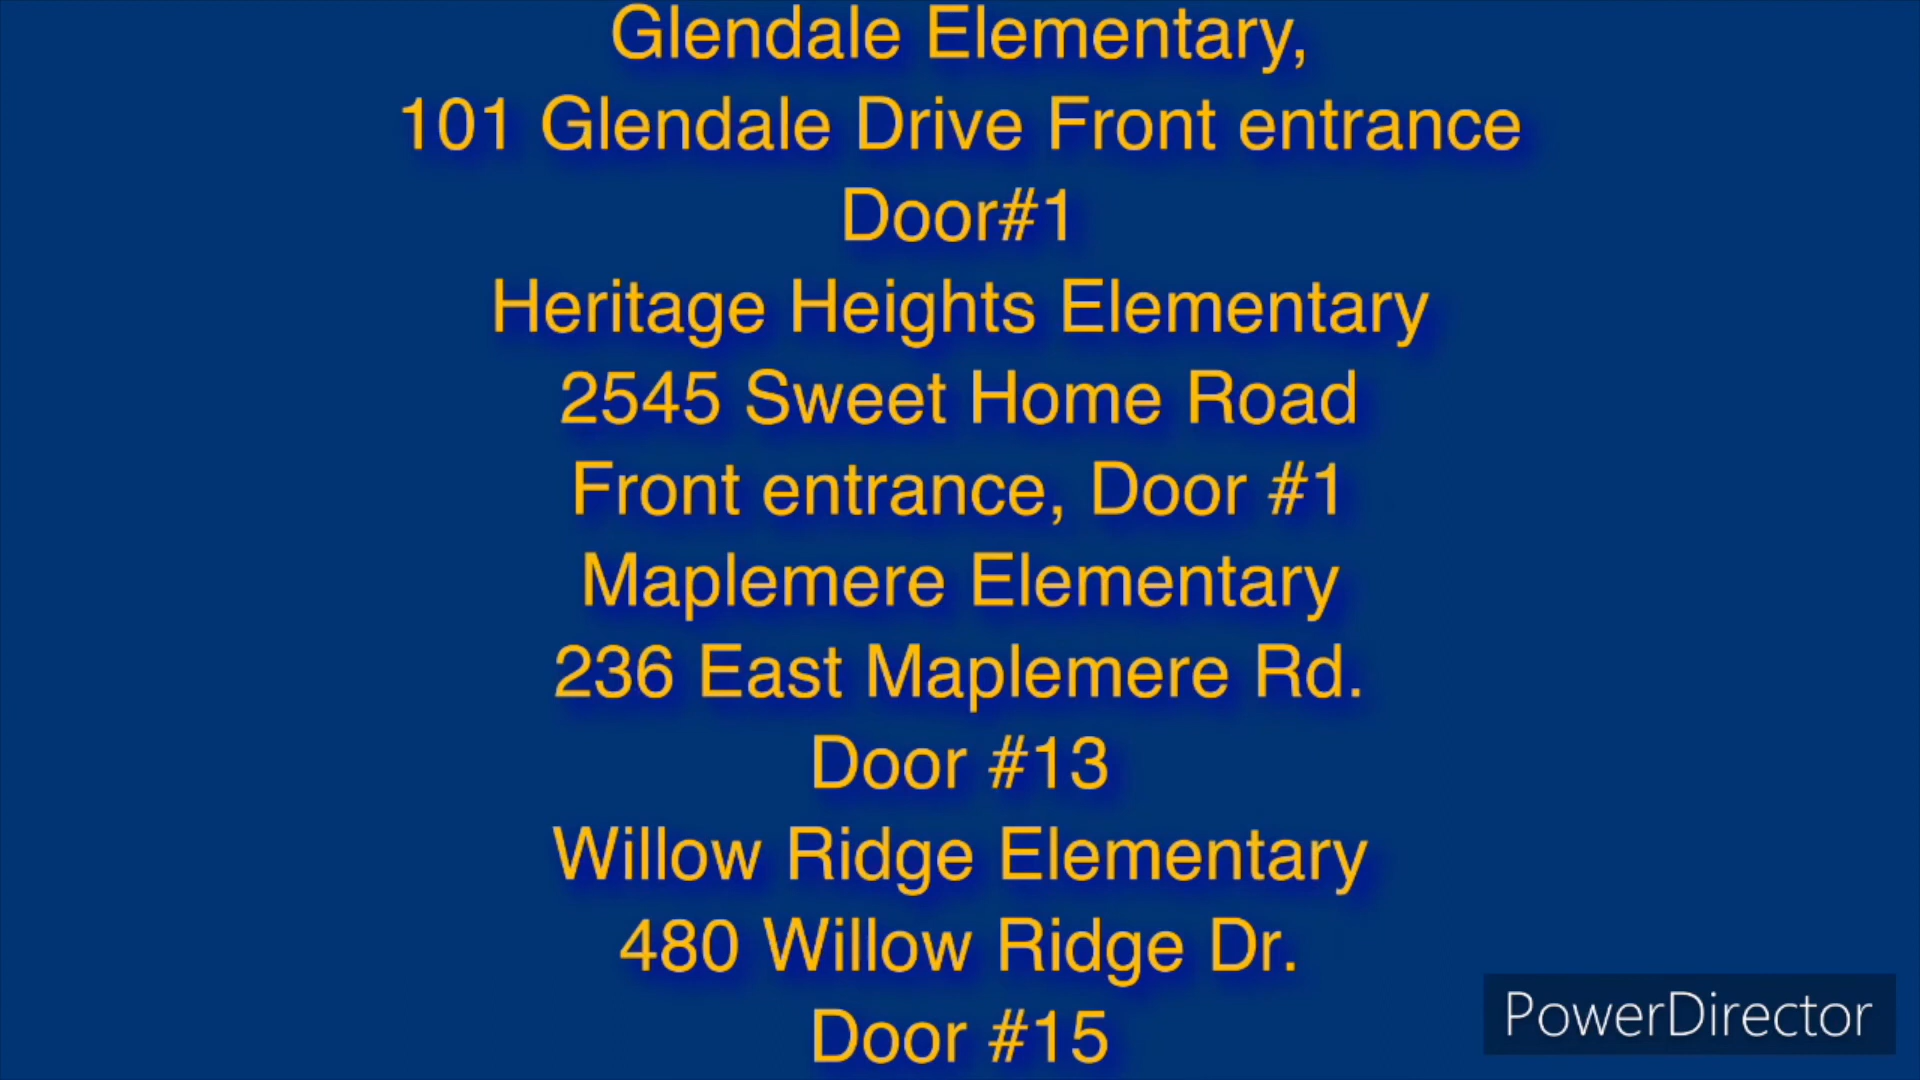 Glendale Elementary,
101 Glendale Drive Front entrance
Door#1
Heritage Heights Elementary
2545 Sweet Home Road
Front entrance, Door #1
Maplemere Elementary
236 East Maplemere Rd.
Door #13
Willow Ridge Elementary
480 Willow Ridge Dr.
Door #15
PowerDirector